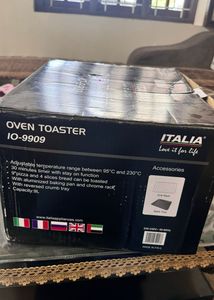 OVEN TOASTER
IO-9909
ITALIA
Love it for life
- Adjustable temperature range between 95°C and 230°C
- 30 minutes timer with stay on function
- 9"pizza and 4 slices bread can be toasted
- With aluminized baking pan and chrome rack
- With reversed crumb tray
- Capacity:9L
Accessories